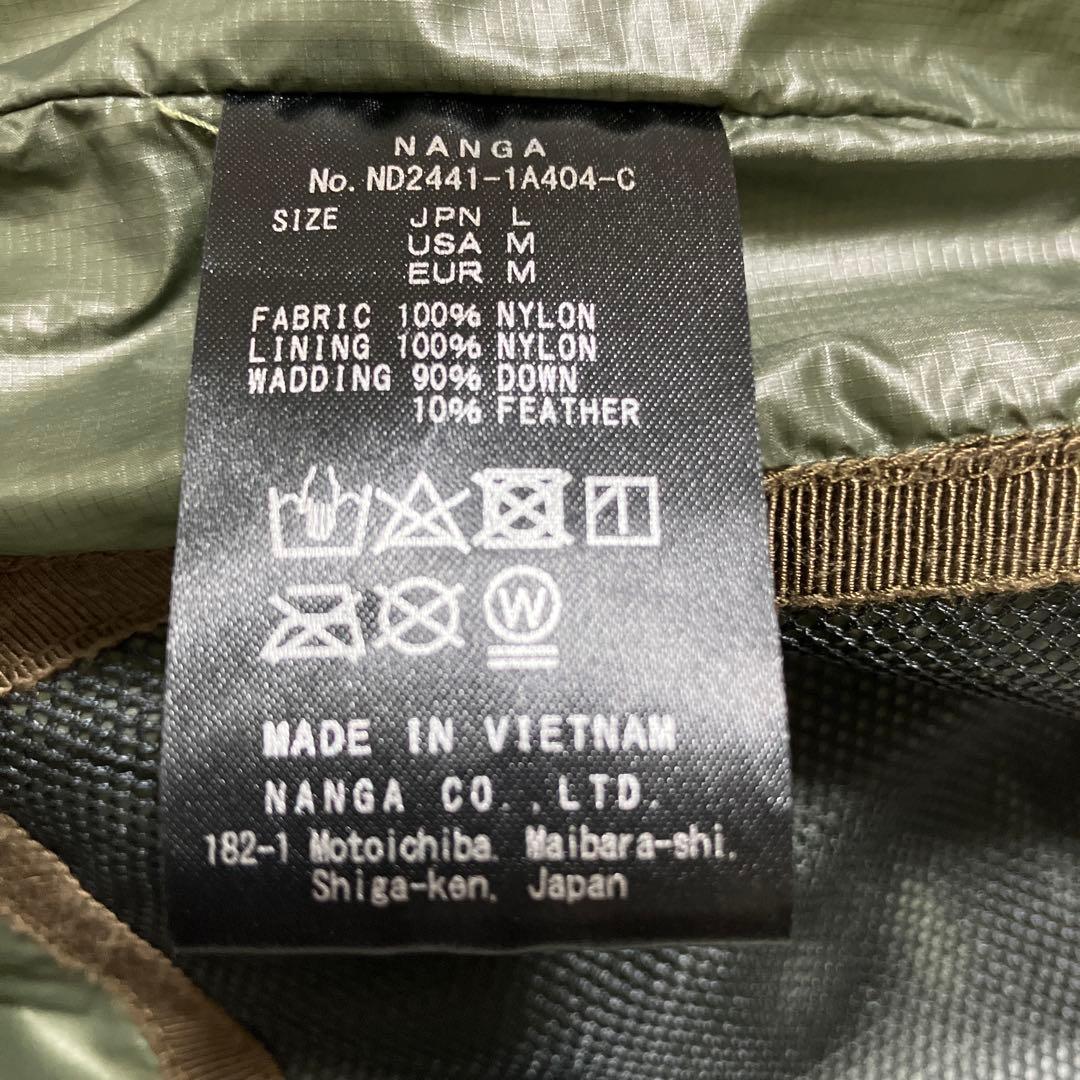 NANGA
No. ND2441-1A404-C
SIZE JPN L
USA M
EUR M
FABRIC 100% NYLON
LINING 100% NYLON
WADDING 90% DOWN
10% FEATHER
W
MADE IN VIETNAM
NANGA CO.,LTD.
182-1 Motoichiba. Maibara-shi.
Shiga-ken. Japan